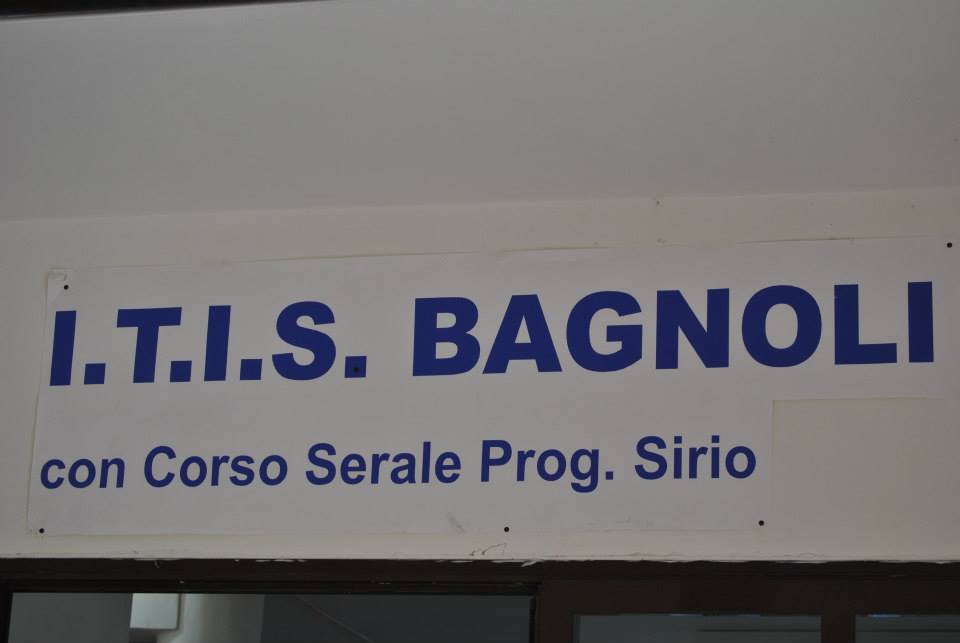 I.T.I.S. BAGNOLI
con Corso Serale Prog. Sirio